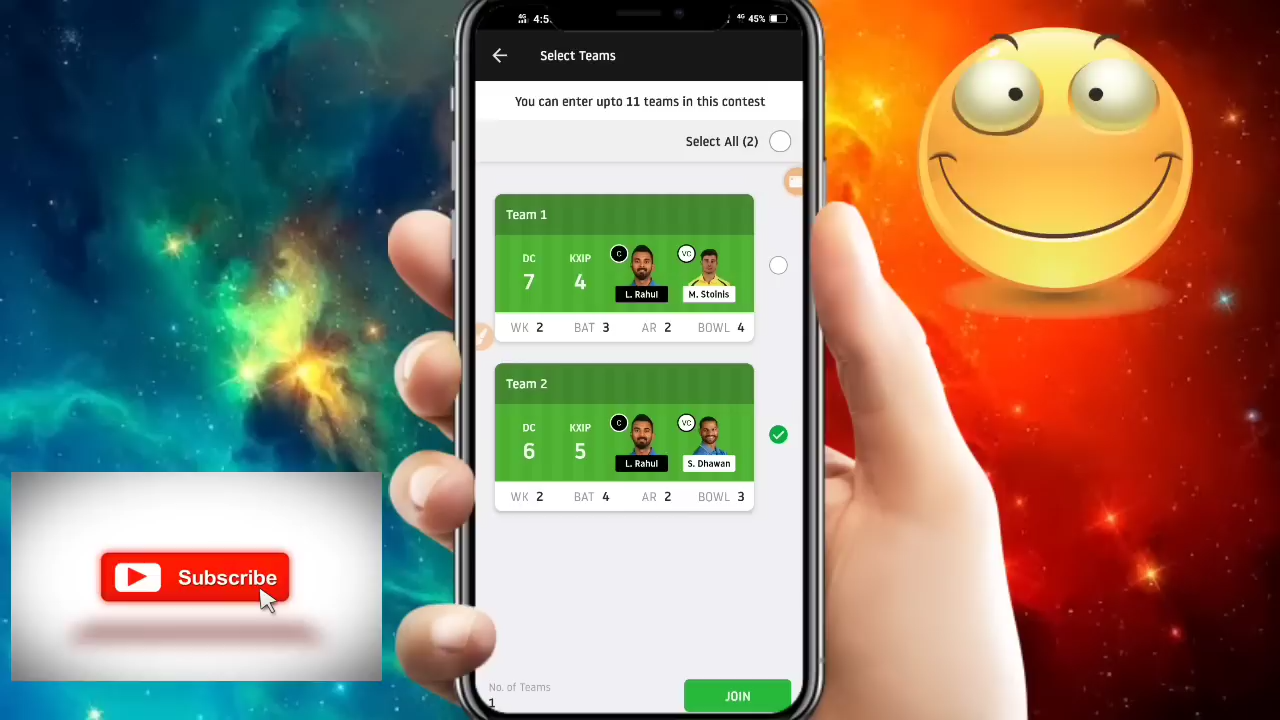 4G 4:5
4G 45%
Select Teams
You can enter upto 11 teams in this contest
Select All (2)
Team 1
DC KXIP C VC
7 4
L. Rahul M. Stoinis
WK 2 BAT 3 AR 2 BOWL 4
Team 2
DC KXIP C VC
6 5
L. Rahul S. Dhawan
WK 2 BAT 4 AR 2 BOWL 3
No. of Teams
1
JOIN
Subscribe